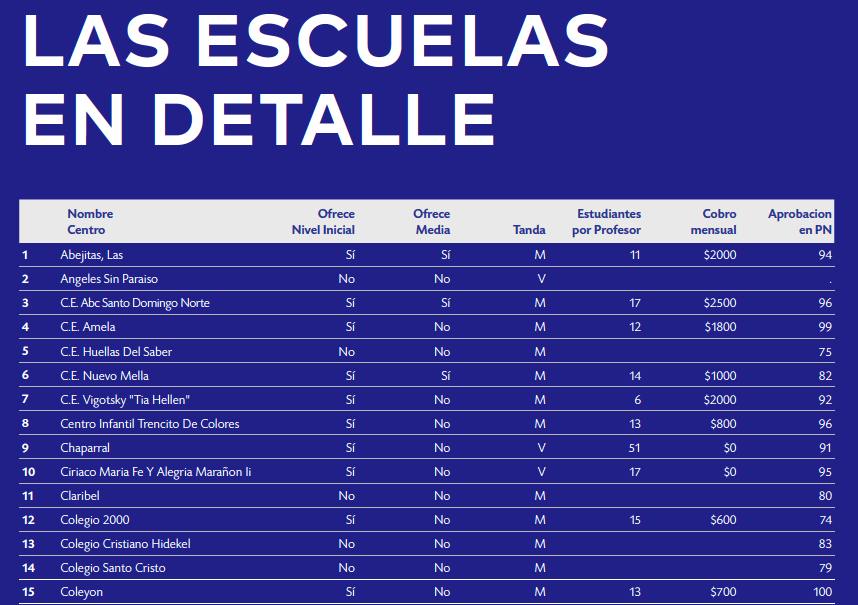 LAS ESCUELAS
EN DETALLE
Nombre Centro Ofrece Nivel Inicial Ofrece Media Tanda Estudiantes por Profesor Cobro mensual Aprobacion en PN
1 Abejitas, Las Sí Sí M 11 $2000 94
2 Angeles Sin Paraiso No No V .
3 C.E. Abc Santo Domingo Norte Sí Sí M 17 $2500 96
4 C.E. Amela Sí No M 12 $1800 99
5 C.E. Huellas Del Saber No No M 75
6 C.E. Nuevo Mella Sí Sí M 14 $1000 82
7 C.E. Vigotsky "Tia Hellen" Sí No M 6 $2000 92
8 Centro Infantil Trencito De Colores Sí No M 13 $800 96
9 Chaparral Sí No V 51 $0 91
10 Ciriaco Maria Fe Y Alegria Marañon Ii Sí No V 17 $0 95
11 Claribel No No M 80
12 Colegio 2000 Sí No M 15 $600 74
13 Colegio Cristiano Hidekel No No M 83
14 Colegio Santo Cristo No No M 79
15 Coleyon Sí No M 13 $700 100